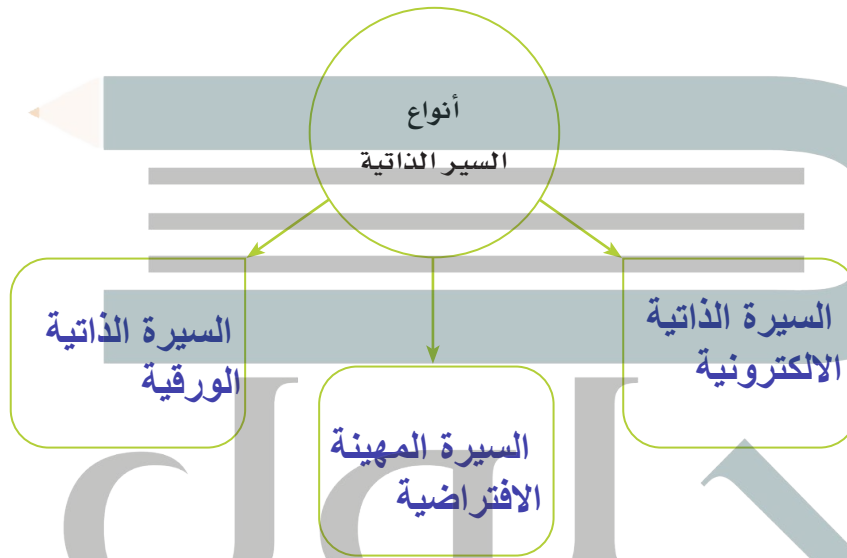 أنواع
السير الذاتية
السيرة الذاتية
الالكترونية
السيرة المهينة
الافتراضية
السيرة الذاتية
الورقية